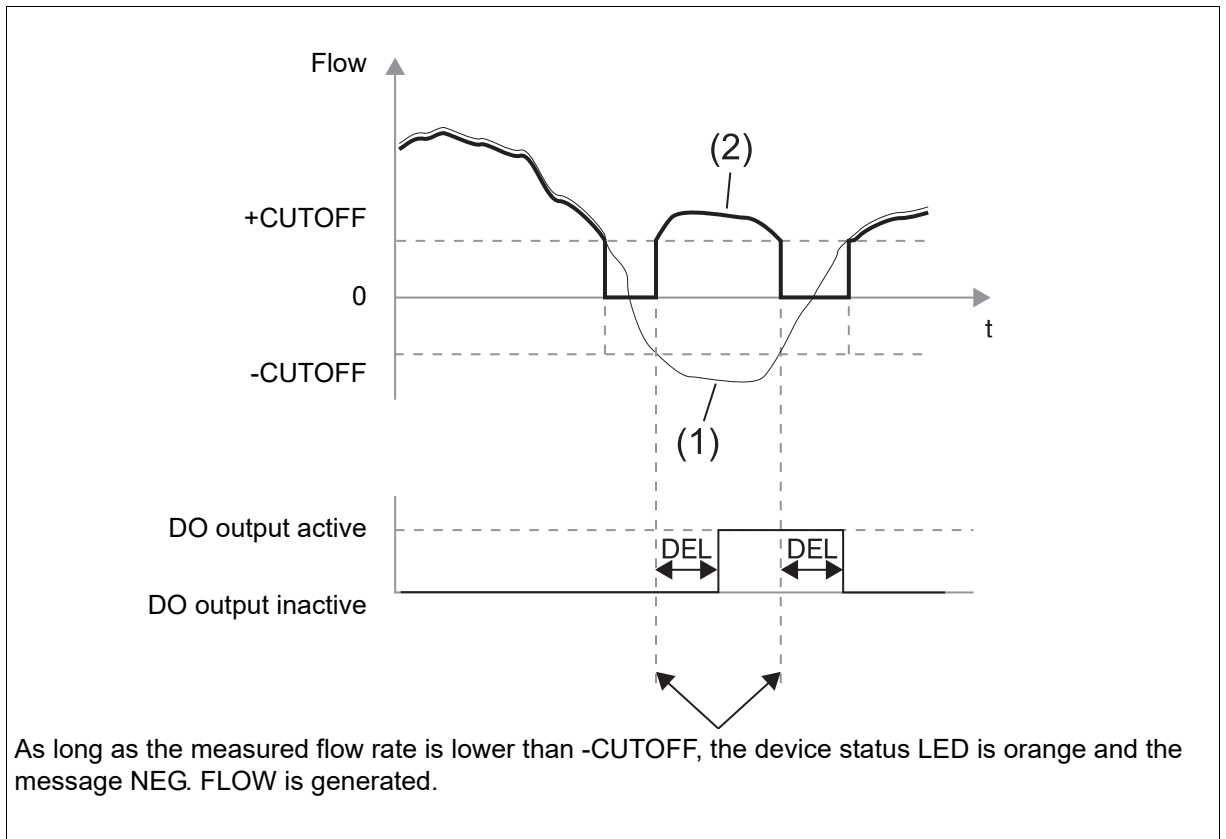 Flow
(2)
+CUTOFF
0
t
-CUTOFF
(1)
DO output active
DEL DEL
DO output inactive
As long as the measured flow rate is lower than -CUTOFF, the device status LED is orange and the
message NEG. FLOW is generated.